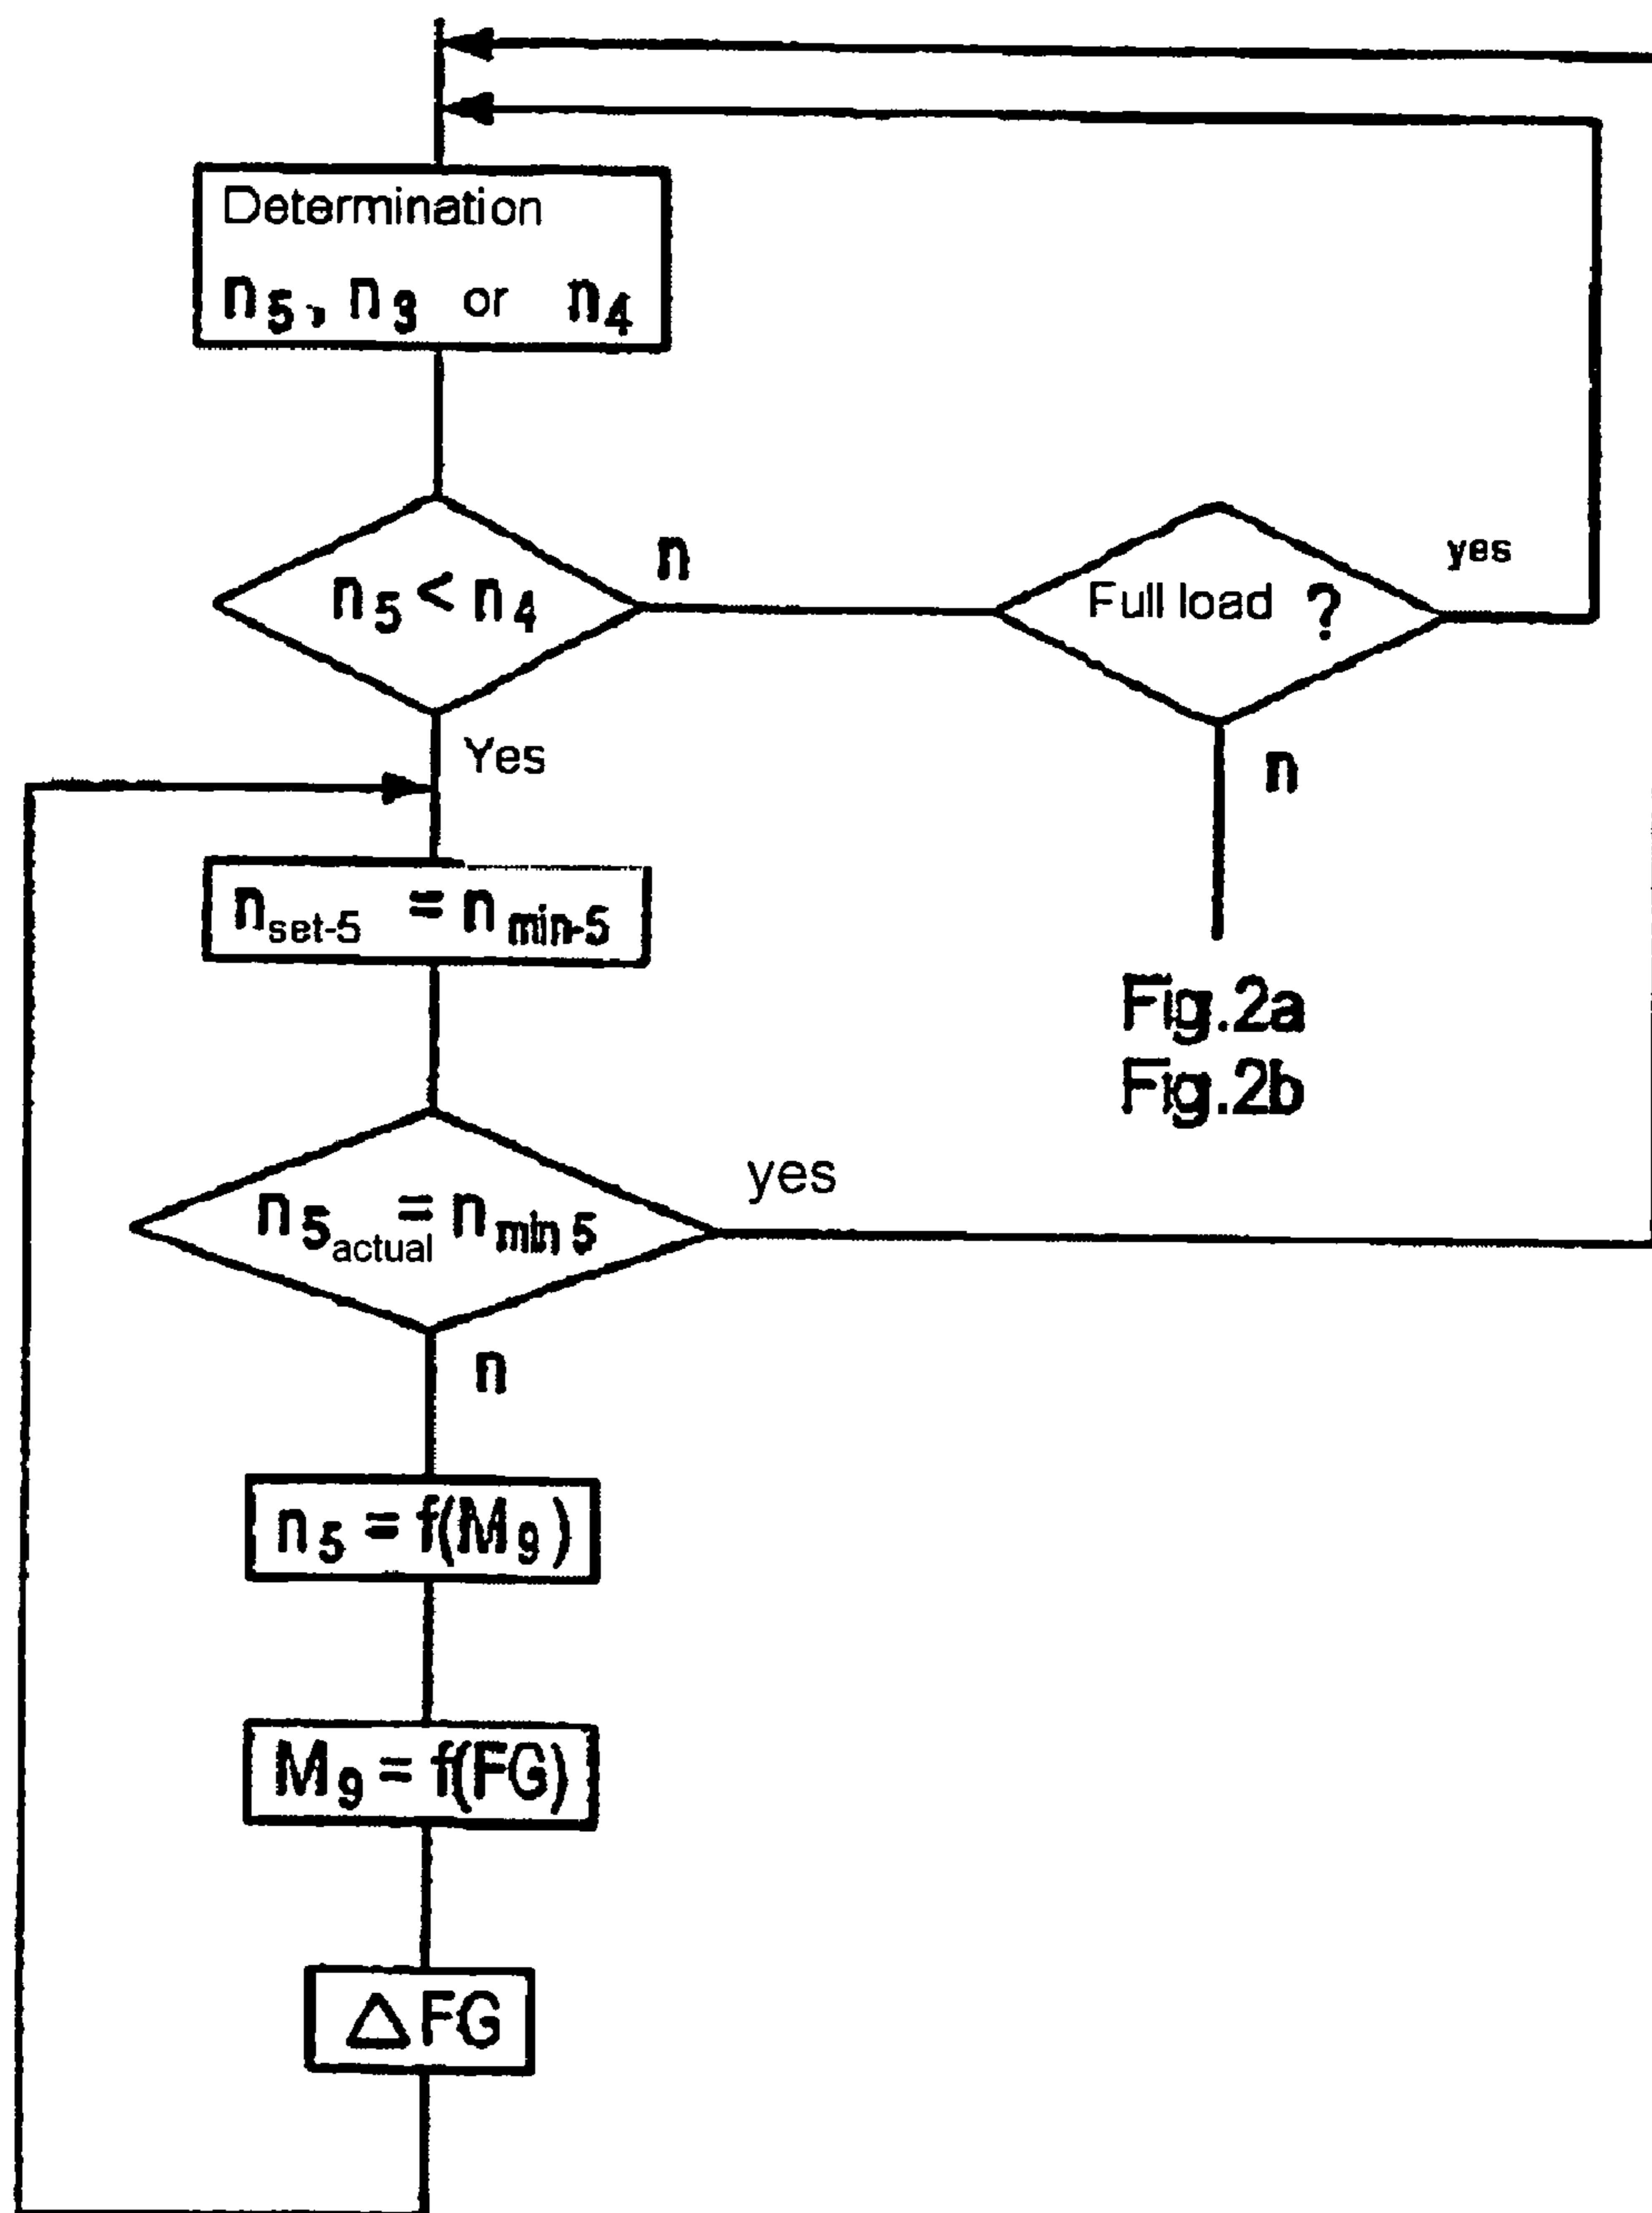 Determination
n5, n3 or n4
n5 < n4
n
Full load ?
yes
Yes
n
nset-5 = nmin-5
Fig.2a
Fig.2b
n5actual = nmin 5
yes
n
n5 = f(M9)
M9 = f(FG)
△FG